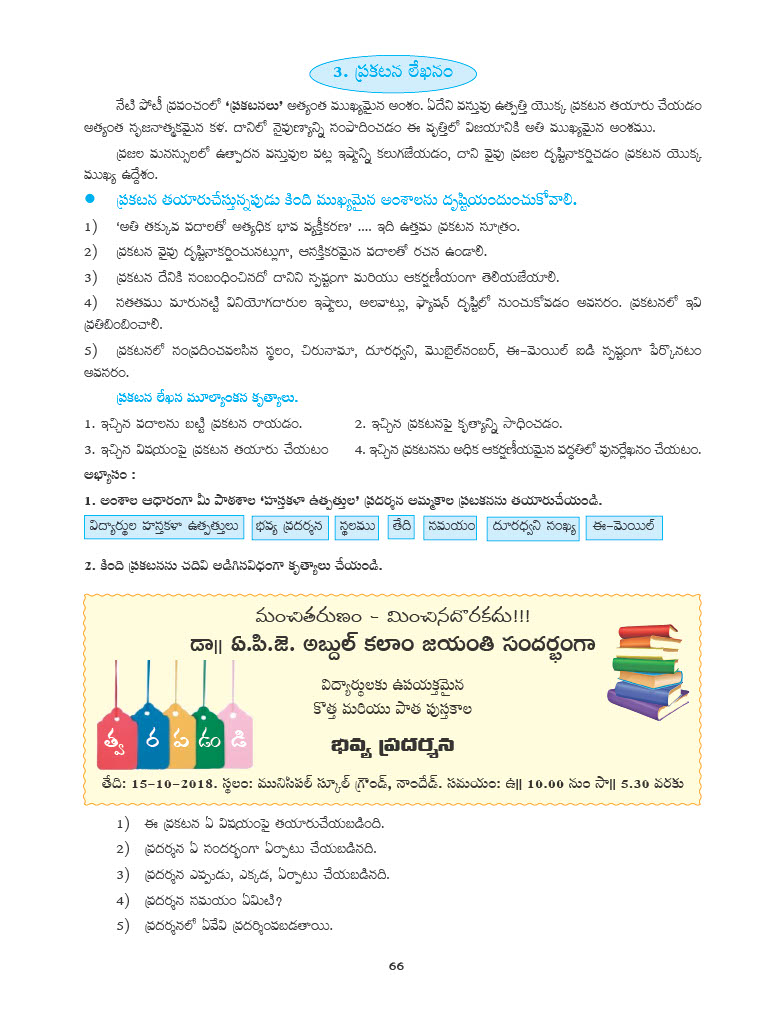 3. ప్రకటన లేఖనం
నేటి పోటీ ప్రపంచంలో ‘ప్రకటనలు’ అత్యంత ముఖ్యమైన అంశం. ఏదేని వస్తువు ఉత్పత్తి యొక్క ప్రకటన తయారు చేయడం
అత్యంత సృజనాత్మకమైన కళ. దానిలో నైపుణ్యాన్ని సంపాదించడం ఈ వృత్తిలో విజయానికి అతి ముఖ్యమైన అంశము.
ప్రజల మనస్సులలో ఉత్పాదన వస్తువుల పట్ల ఇష్టాన్ని కలుగజేయడం, దాని వైపు ప్రజల దృష్టినాకర్షిచడం ప్రకటన యొక్క
ముఖ్య ఉద్దేశం.
● ప్రకటన తయారుచేస్తున్నపుడు కింది ముఖ్యమైన అంశాలను దృష్టియందుంచుకోవాలి.
1) ‘అతి తక్కువ పదాలతో అత్యధిక భావ వ్యక్తీకరణ’ .... ఇది ఉత్తమ ప్రకటన సూత్రం.
2) ప్రకటన వైపు దృష్టినాకర్షించునట్లుగా, ఆసక్తికరమైన పదాలతో రచన ఉండాలి.
3) ప్రకటన దేనికి సంబంధించినదో దానిని స్పష్టంగా మరియు ఆకర్షణీయంగా తెలియజేయాలి.
4) సతతము మారునట్టి వినియోగదారుల ఇష్టాలు, అలవాట్లు, ఫ్యాషన్ దృష్టిలో నుంచుకోవడం అవసరం. ప్రకటనలో ఇవి
ప్రతిబింబించాలి.
5) ప్రకటనలో సంప్రదించవలసిన స్థలం, చిరునామా, దూరధ్వని, మొబైల్‌నంబర్, ఈ-మెయిల్ ఐడి స్పష్టంగా పేర్కొనటం
అవసరం.
ప్రకటన లేఖన మూల్యాంకన కృత్యాలు.
1. ఇచ్చిన పదాలను బట్టి ప్రకటన రాయడం. 2. ఇచ్చిన ప్రకటనపై కృత్యాన్ని సాధించడం.
3. ఇచ్చిన విషయంపై ప్రకటన తయారు చేయటం 4. ఇచ్చిన ప్రకటనను అధిక ఆకర్షణీయమైన పద్ధతిలో పునర్లేఖనం చేయటం.
అభ్యాసం :
1. అంశాల ఆధారంగా మీ పాఠశాల ‘హస్తకళా ఉత్పత్తుల’ ప్రదర్శన అమ్మకాల ప్రటకనను తయారుచేయండి.
విద్యార్థుల హస్తకళా ఉత్పత్తులు భవ్య ప్రదర్శన స్థలము తేది సమయం దూరధ్వని సంఖ్య ఈ-మెయిల్
2. కింది ప్రకటనను చదివి అడిగినవిధంగా కృత్యాలు చేయండి.
మంచితరుణం - మించినదొరకదు!!!
డా|| ఏ.పి.జె. అబ్దుల్ కలాం జయంతి సందర్భంగా
విద్యార్థులకు ఉపయుక్తమైన
కొత్త మరియు పాత పుస్తకాల
త్వ ర ప డం డి
భవ్య ప్రదర్శన
తేది: 15-10-2018. స్థలం: మునిసిపల్ స్కూల్ గ్రౌండ్, నాందేడ్. సమయం: ఉ|| 10.00 నుం సా|| 5.30 వరకు
1) ఈ ప్రకటన ఏ విషయంపై తయారుచేయబడింది.
2) ప్రదర్శన ఏ సందర్భంగా ఏర్పాటు చేయబడినది.
3) ప్రదర్శన ఎప్పుడు, ఎక్కడ, ఏర్పాటు చేయబడినది.
4) ప్రదర్శన సమయం ఏమిటి?
5) ప్రదర్శనలో ఏవేవి ప్రదర్శింపబడతాయి.
66